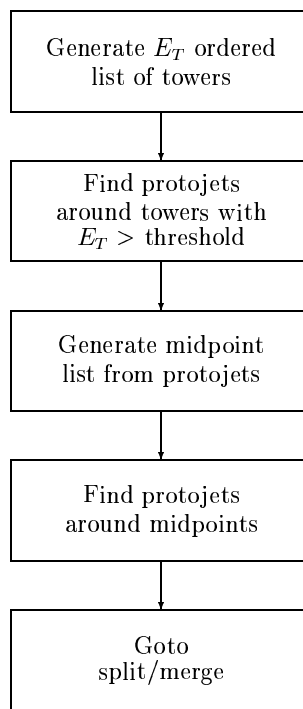 Generate E_T ordered
list of towers
Find protojets
around towers with
E_T > threshold
Generate midpoint
list from protojets
Find protojets
around midpoints
Goto
split/merge